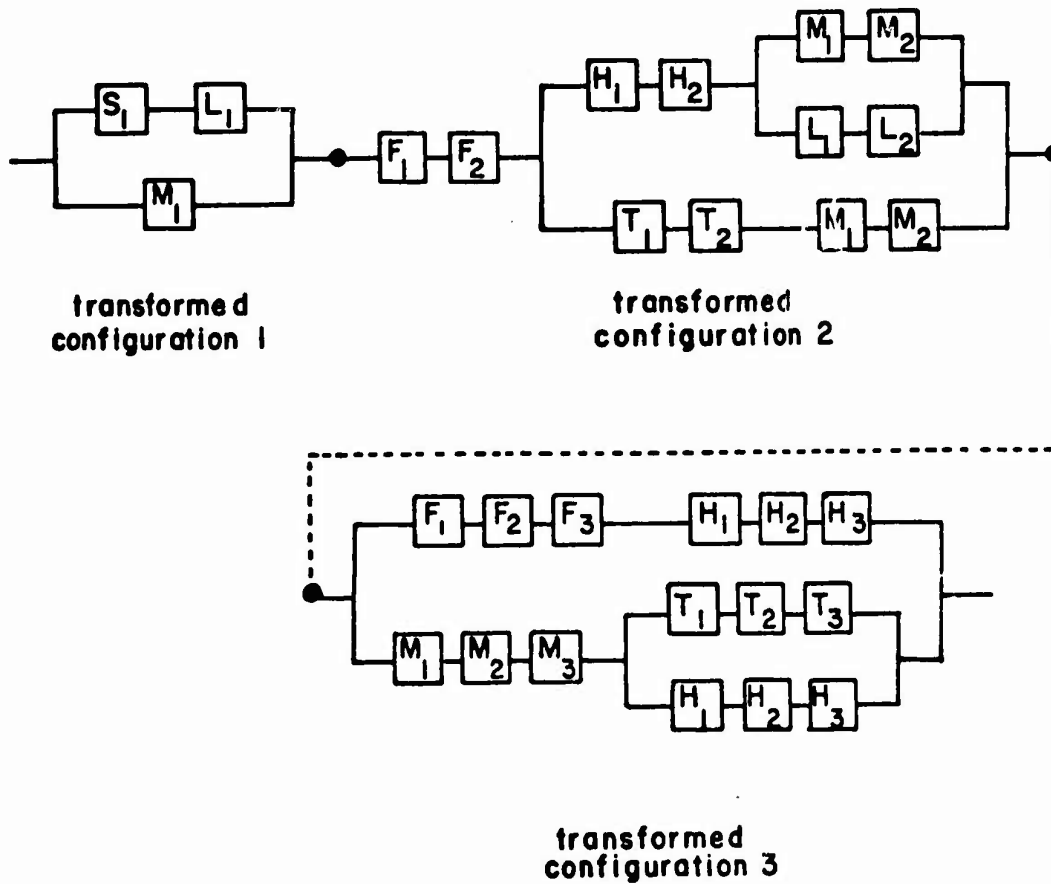 M₁ M₂
H₁ H₂
S₁ L₁
L₁ L₂
F₁ F₂
M₁
T₁ T₂ M₁ M₂
transformed
configuration 1
transformed
configuration 2
F₁ F₂ F₃ H₁ H₂ H₃
T₁ T₂ T₃
M₁ M₂ M₃
H₁ H₂ H₃
transformed
configuration 3